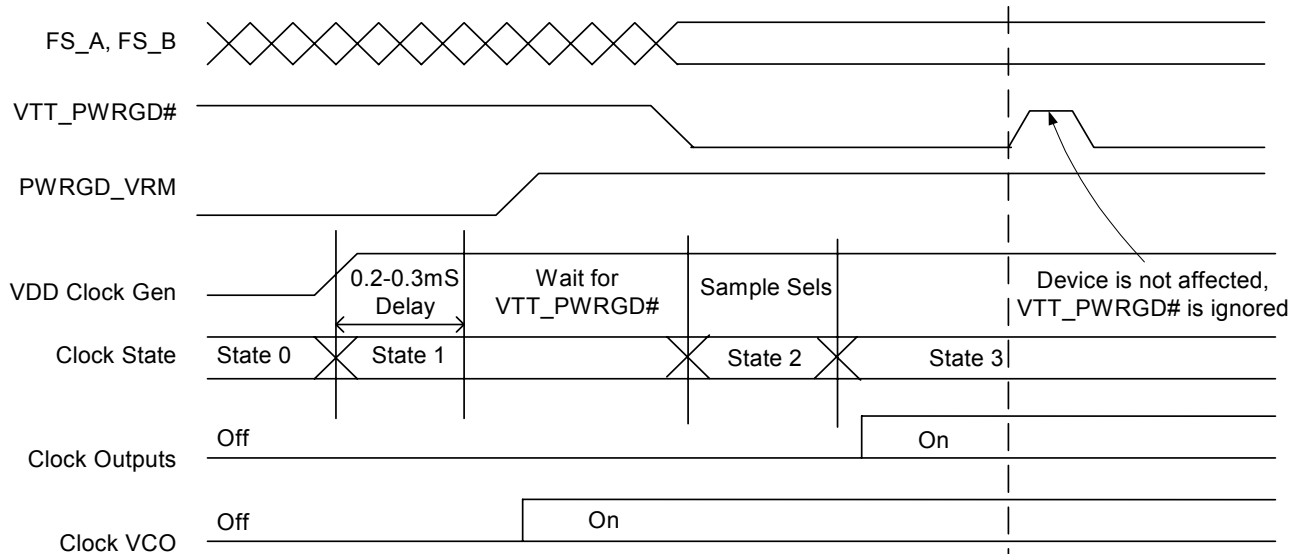 FS_A, FS_B
VTT_PWRGD#
PWRGD_VRM
VDD Clock Gen
0.2-0.3mS
Delay
Wait for
VTT_PWRGD#
Sample Sels
Device is not affected,
VTT_PWRGD# is ignored
Clock State
State 0
State 1
State 2
State 3
Clock Outputs
Off
On
Clock VCO
Off
On